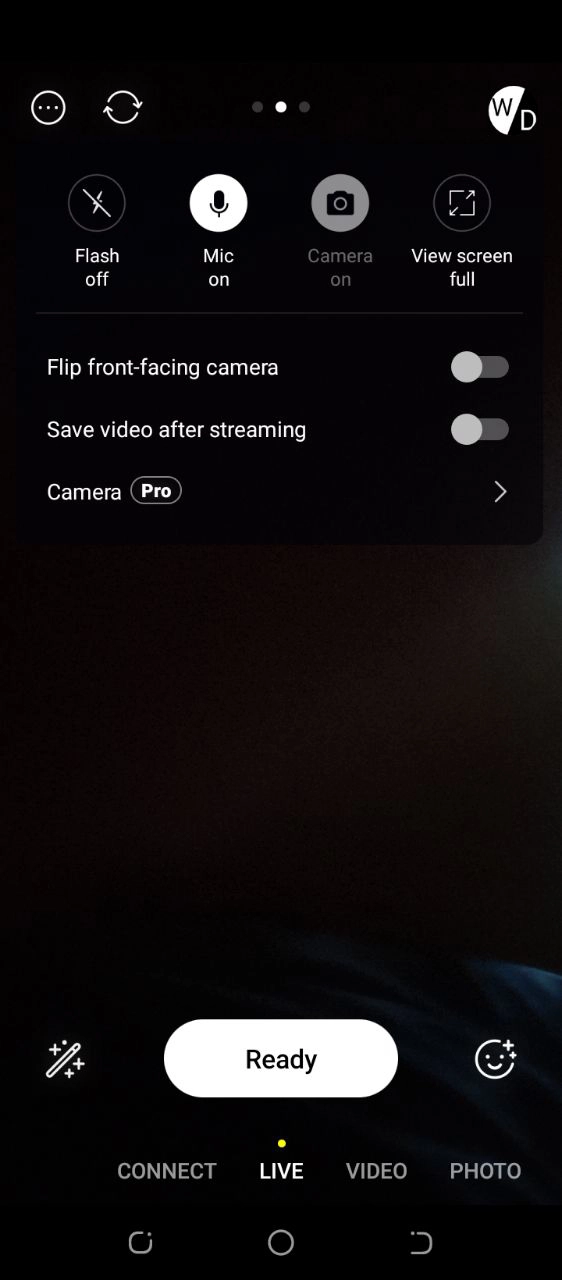 W D
Flash
off
Mic
on
Camera
on
View screen
full
Flip front-facing camera
Save video after streaming
Camera Pro
Ready
CONNECT LIVE VIDEO PHOTO